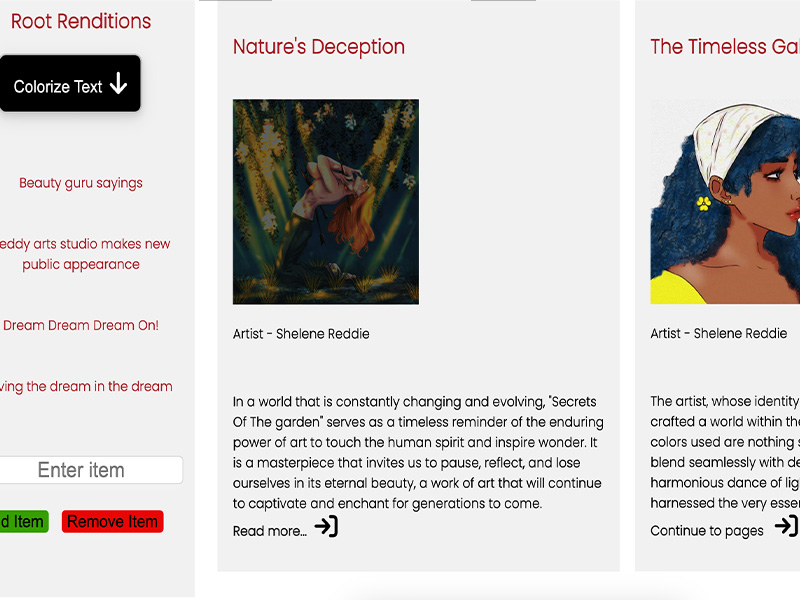 Root Renditions
Colorize Text
Beauty guru sayings
eddy arts studio makes new
public appearance
Dream Dream Dream On!
ving the dream in the dream
Enter item
d Item
Remove Item
Nature's Deception
Artist - Shelene Reddie
In a world that is constantly changing and evolving, "Secrets
Of The garden" serves as a timeless reminder of the enduring
power of art to touch the human spirit and inspire wonder. It
is a masterpiece that invites us to pause, reflect, and lose
ourselves in its eternal beauty, a work of art that will continue
to captivate and enchant for generations to come.
Read more...
The Timeless Gal
Artist - Shelene Reddie
The artist, whose identity
crafted a world within the
colors used are nothing s
blend seamlessly with de
harmonious dance of lig
harnessed the very esser
Continue to pages